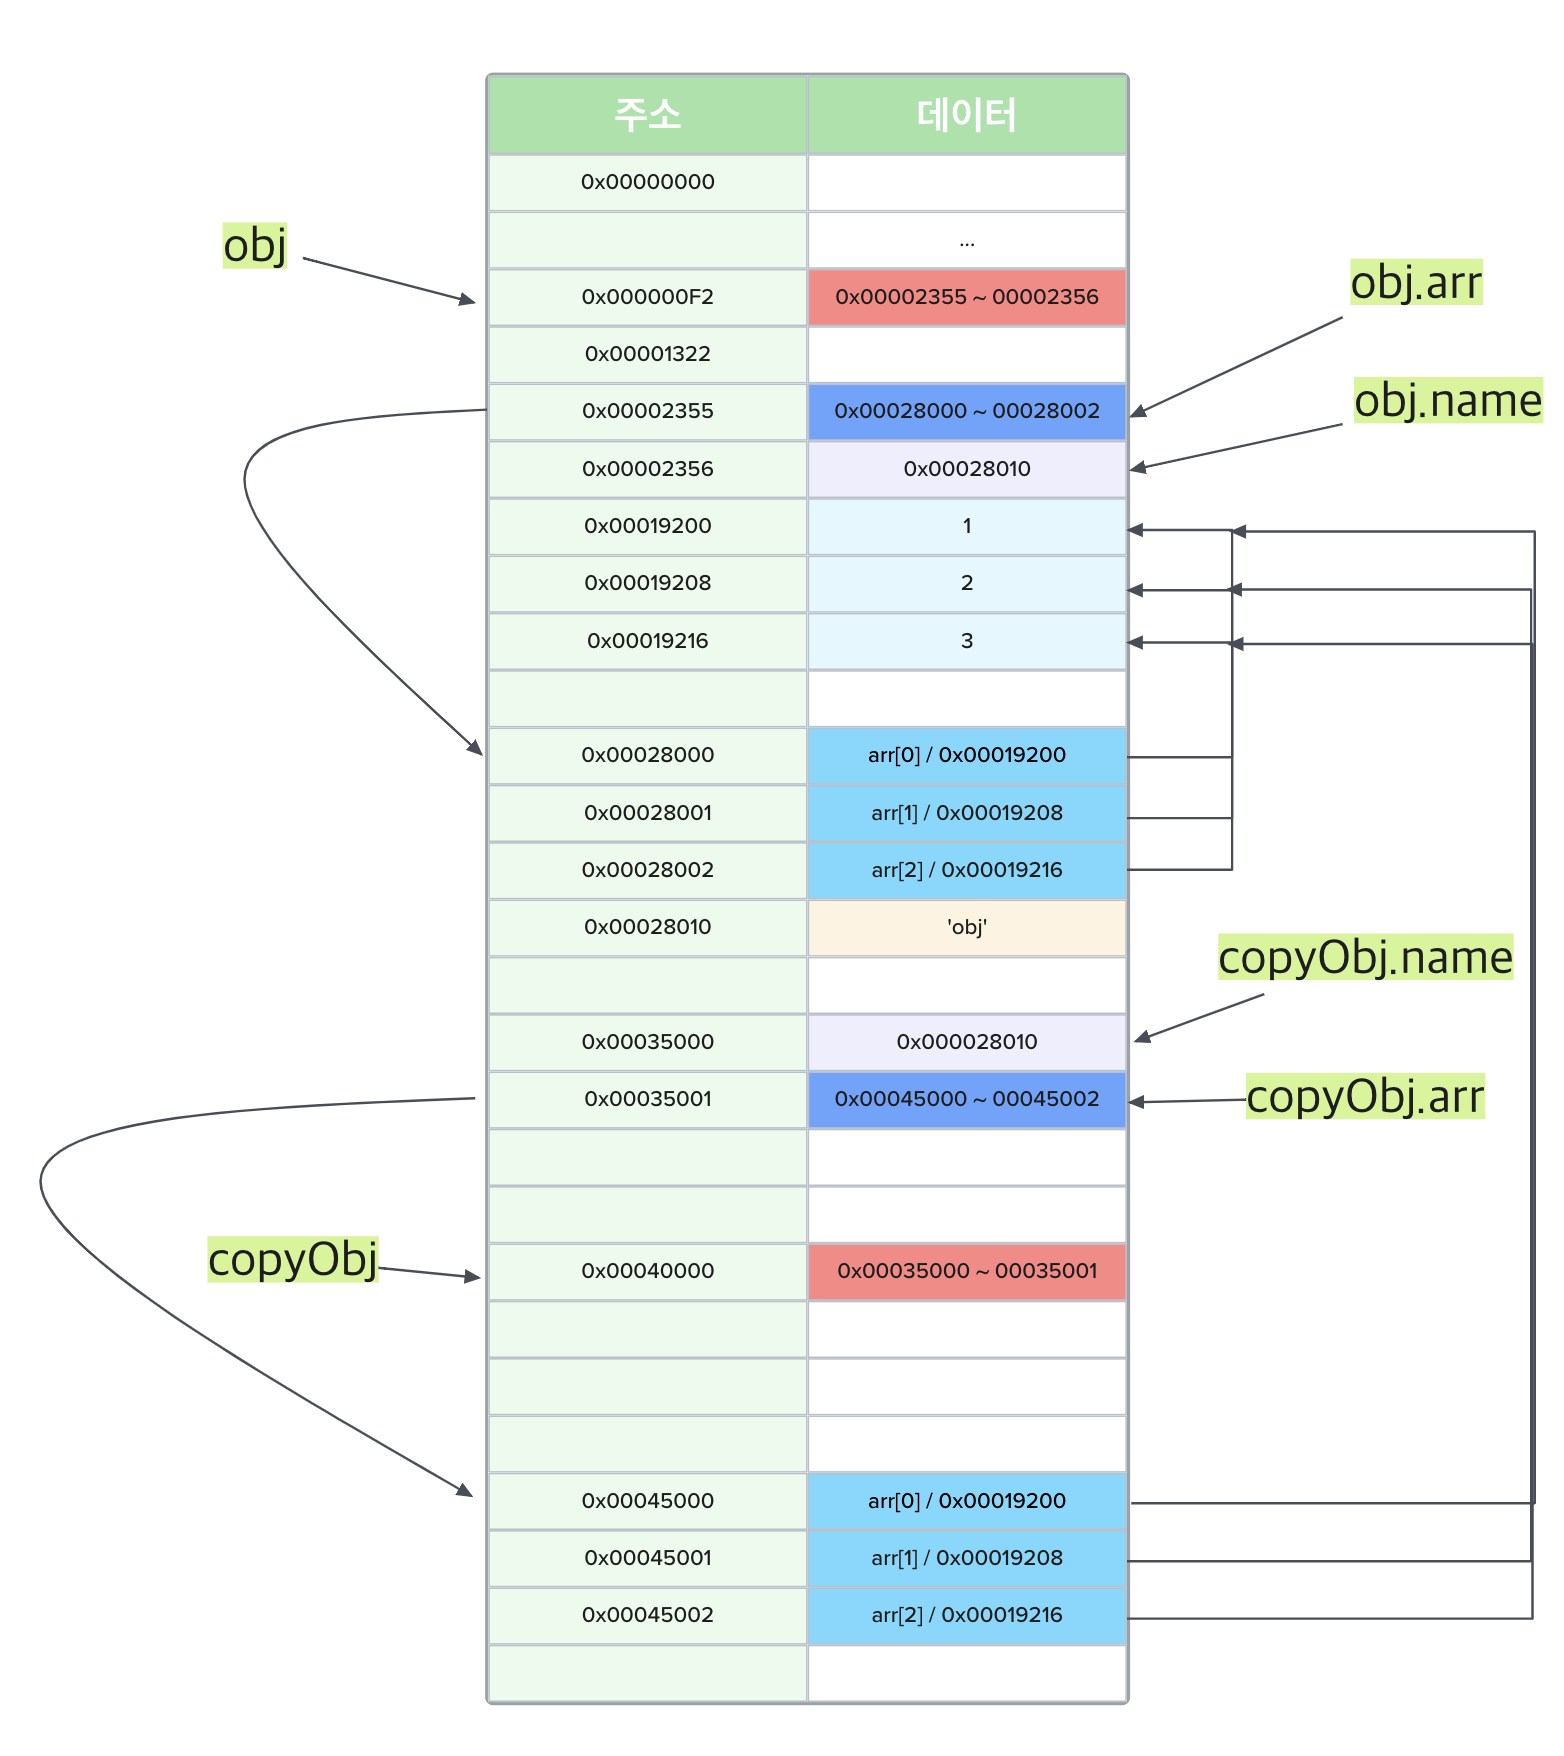 주소 데이터
0x00000000
...
obj
0x000000F2 0x00002355 ~ 00002356
obj.arr
0x00001322
0x00002355 0x00028000 ~ 00028002
obj.name
0x00002356 0x00028010
0x00019200 1
0x00019208 2
0x00019216 3
0x00028000 arr[0] / 0x00019200
0x00028001 arr[1] / 0x00019208
0x00028002 arr[2] / 0x00019216
0x00028010 'obj'
copyObj.name
0x00035000 0x000028010
0x00035001 0x00045000 ~ 00045002
copyObj.arr
copyObj
0x00040000 0x00035000 ~ 00035001
0x00045000 arr[0] / 0x00019200
0x00045001 arr[1] / 0x00019208
0x00045002 arr[2] / 0x00019216